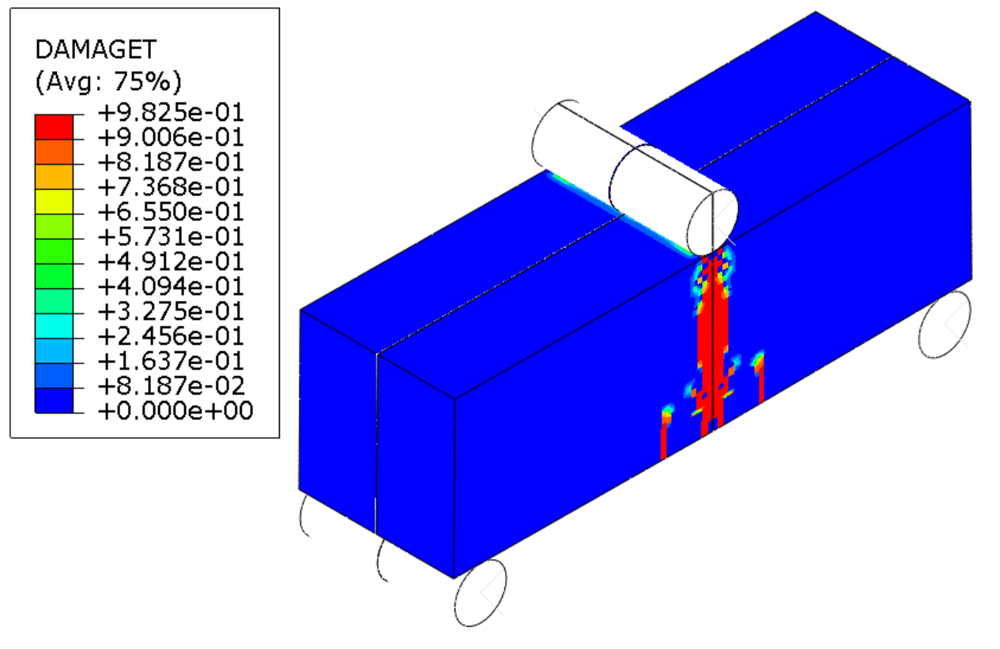 DAMAGET
(Avg: 75%)
+9.825e-01
+9.006e-01
+8.187e-01
+7.368e-01
+6.550e-01
+5.731e-01
+4.912e-01
+4.094e-01
+3.275e-01
+2.456e-01
+1.637e-01
+8.187e-02
+0.000e+00